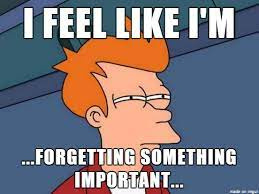 I FEEL LIKE I'M
...FORGETTING SOMETHING
IMPORTANT...
made on imgur